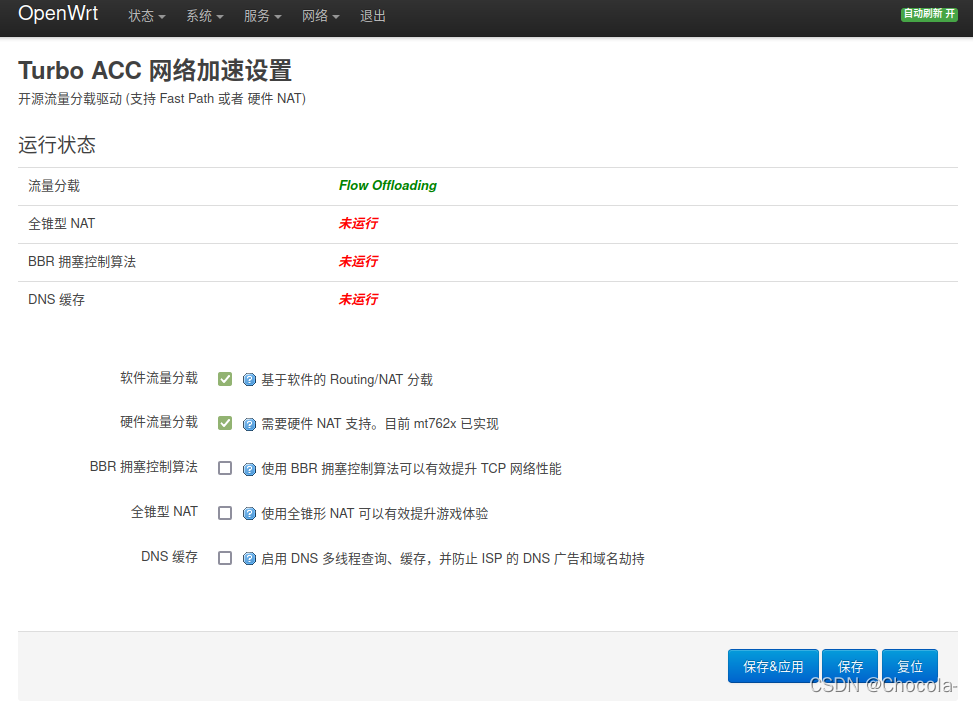 OpenWrt 状态 系统 服务 网络 退出 自动刷新 开
Turbo ACC 网络加速设置
开源流量分载驱动 (支持 Fast Path 或者 硬件 NAT)
运行状态
流量分载 Flow Offloading
全锥型 NAT 未运行
BBR 拥塞控制算法 未运行
DNS 缓存 未运行
软件流量分载 基于软件的 Routing/NAT 分载
硬件流量分载 需要硬件 NAT 支持。目前 mt762x 已实现
BBR 拥塞控制算法 使用 BBR 拥塞控制算法可以有效提升 TCP 网络性能
全锥型 NAT 使用全锥形 NAT 可以有效提升游戏体验
DNS 缓存 启用 DNS 多线程查询、缓存，并防止 ISP 的 DNS 广告和域名劫持
保存&应用 保存 复位
CSDN @Chocola-